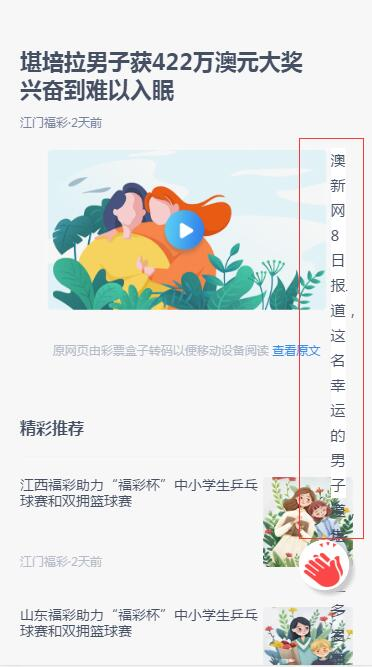 堪培拉男子获422万澳元大奖
兴奋到难以入眠
江门福彩·2天前
澳
新
网
8
日
报
道，
这
名
幸
运
的
男
子
原网页由彩票盒子转码以便移动设备阅读 查看原文
精彩推荐
江西福彩助力“福彩杯”中小学生乒乓
球赛和双拥篮球赛
江门福彩·2天前
多
山东福彩助力“福彩杯”中小学生乒乓
球赛和双拥篮球赛